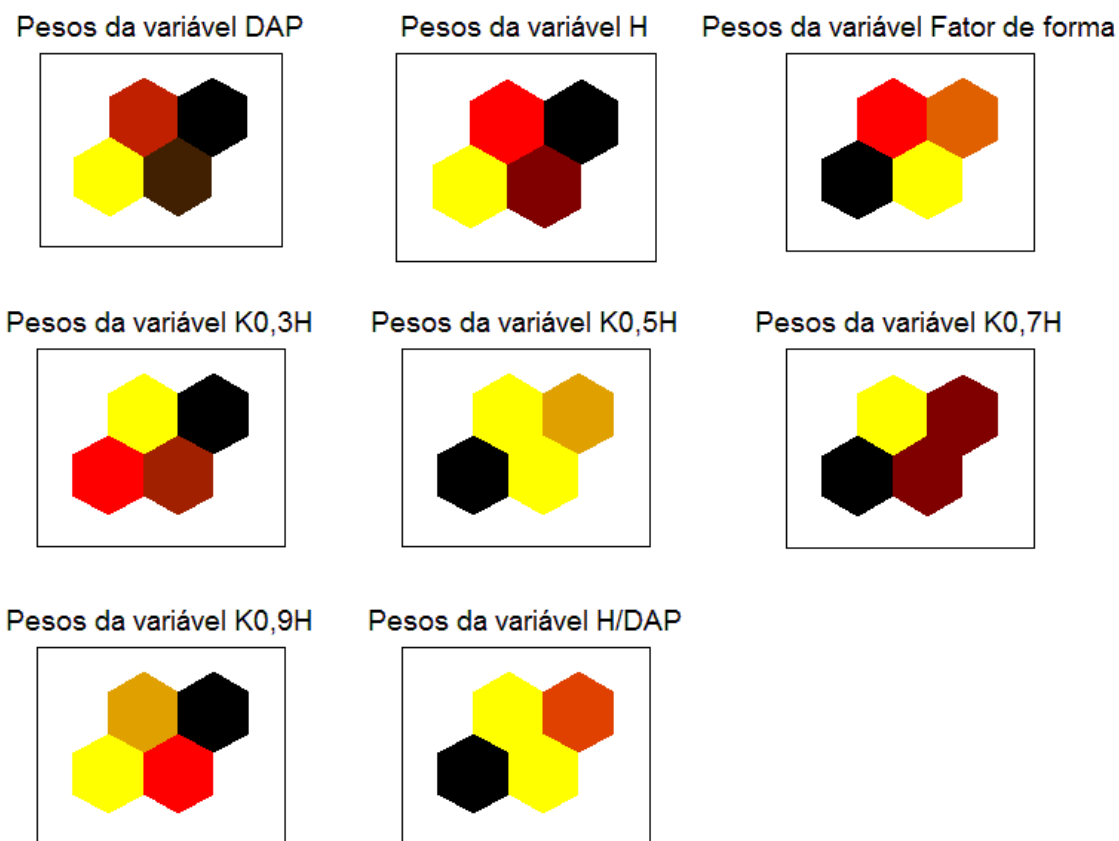 Pesos da variável DAP
Pesos da variável H
Pesos da variável Fator de forma
Pesos da variável K0,3H
Pesos da variável K0,5H
Pesos da variável K0,7H
Pesos da variável K0,9H
Pesos da variável H/DAP